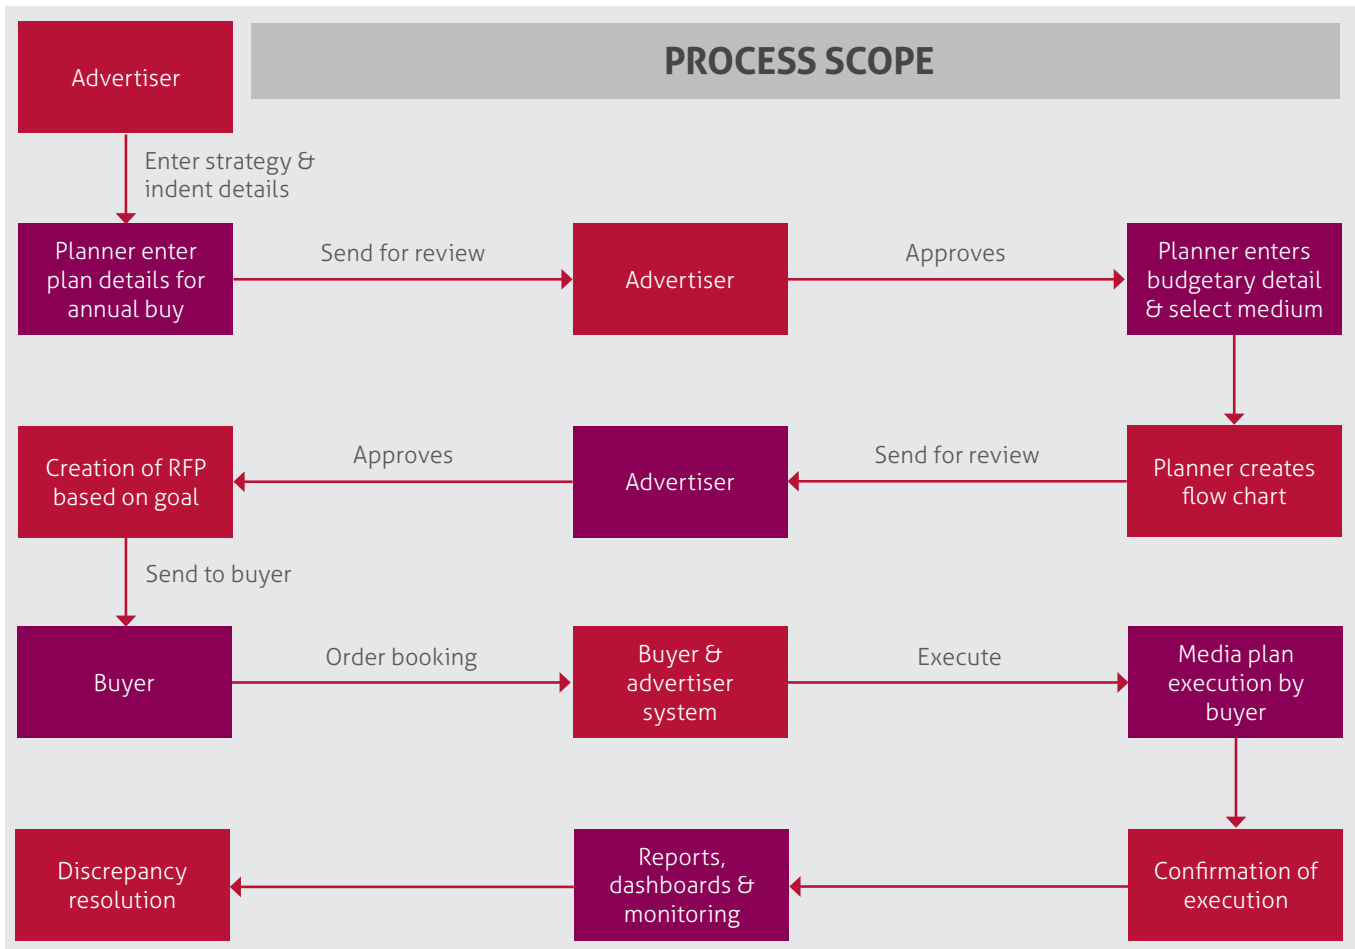 Advertiser
PROCESS SCOPE
Enter strategy &
indent details
Planner enter
plan details for
annual buy
Send for review
Advertiser
Approves
Planner enters
budgetary detail
& select medium
Creation of RFP
based on goal
Approves
Advertiser
Send for review
Planner creates
flow chart
Send to buyer
Buyer
Order booking
Buyer &
advertiser
system
Execute
Media plan
execution by
buyer
Discrepancy
resolution
Reports,
dashboards &
monitoring
Confirmation of
execution